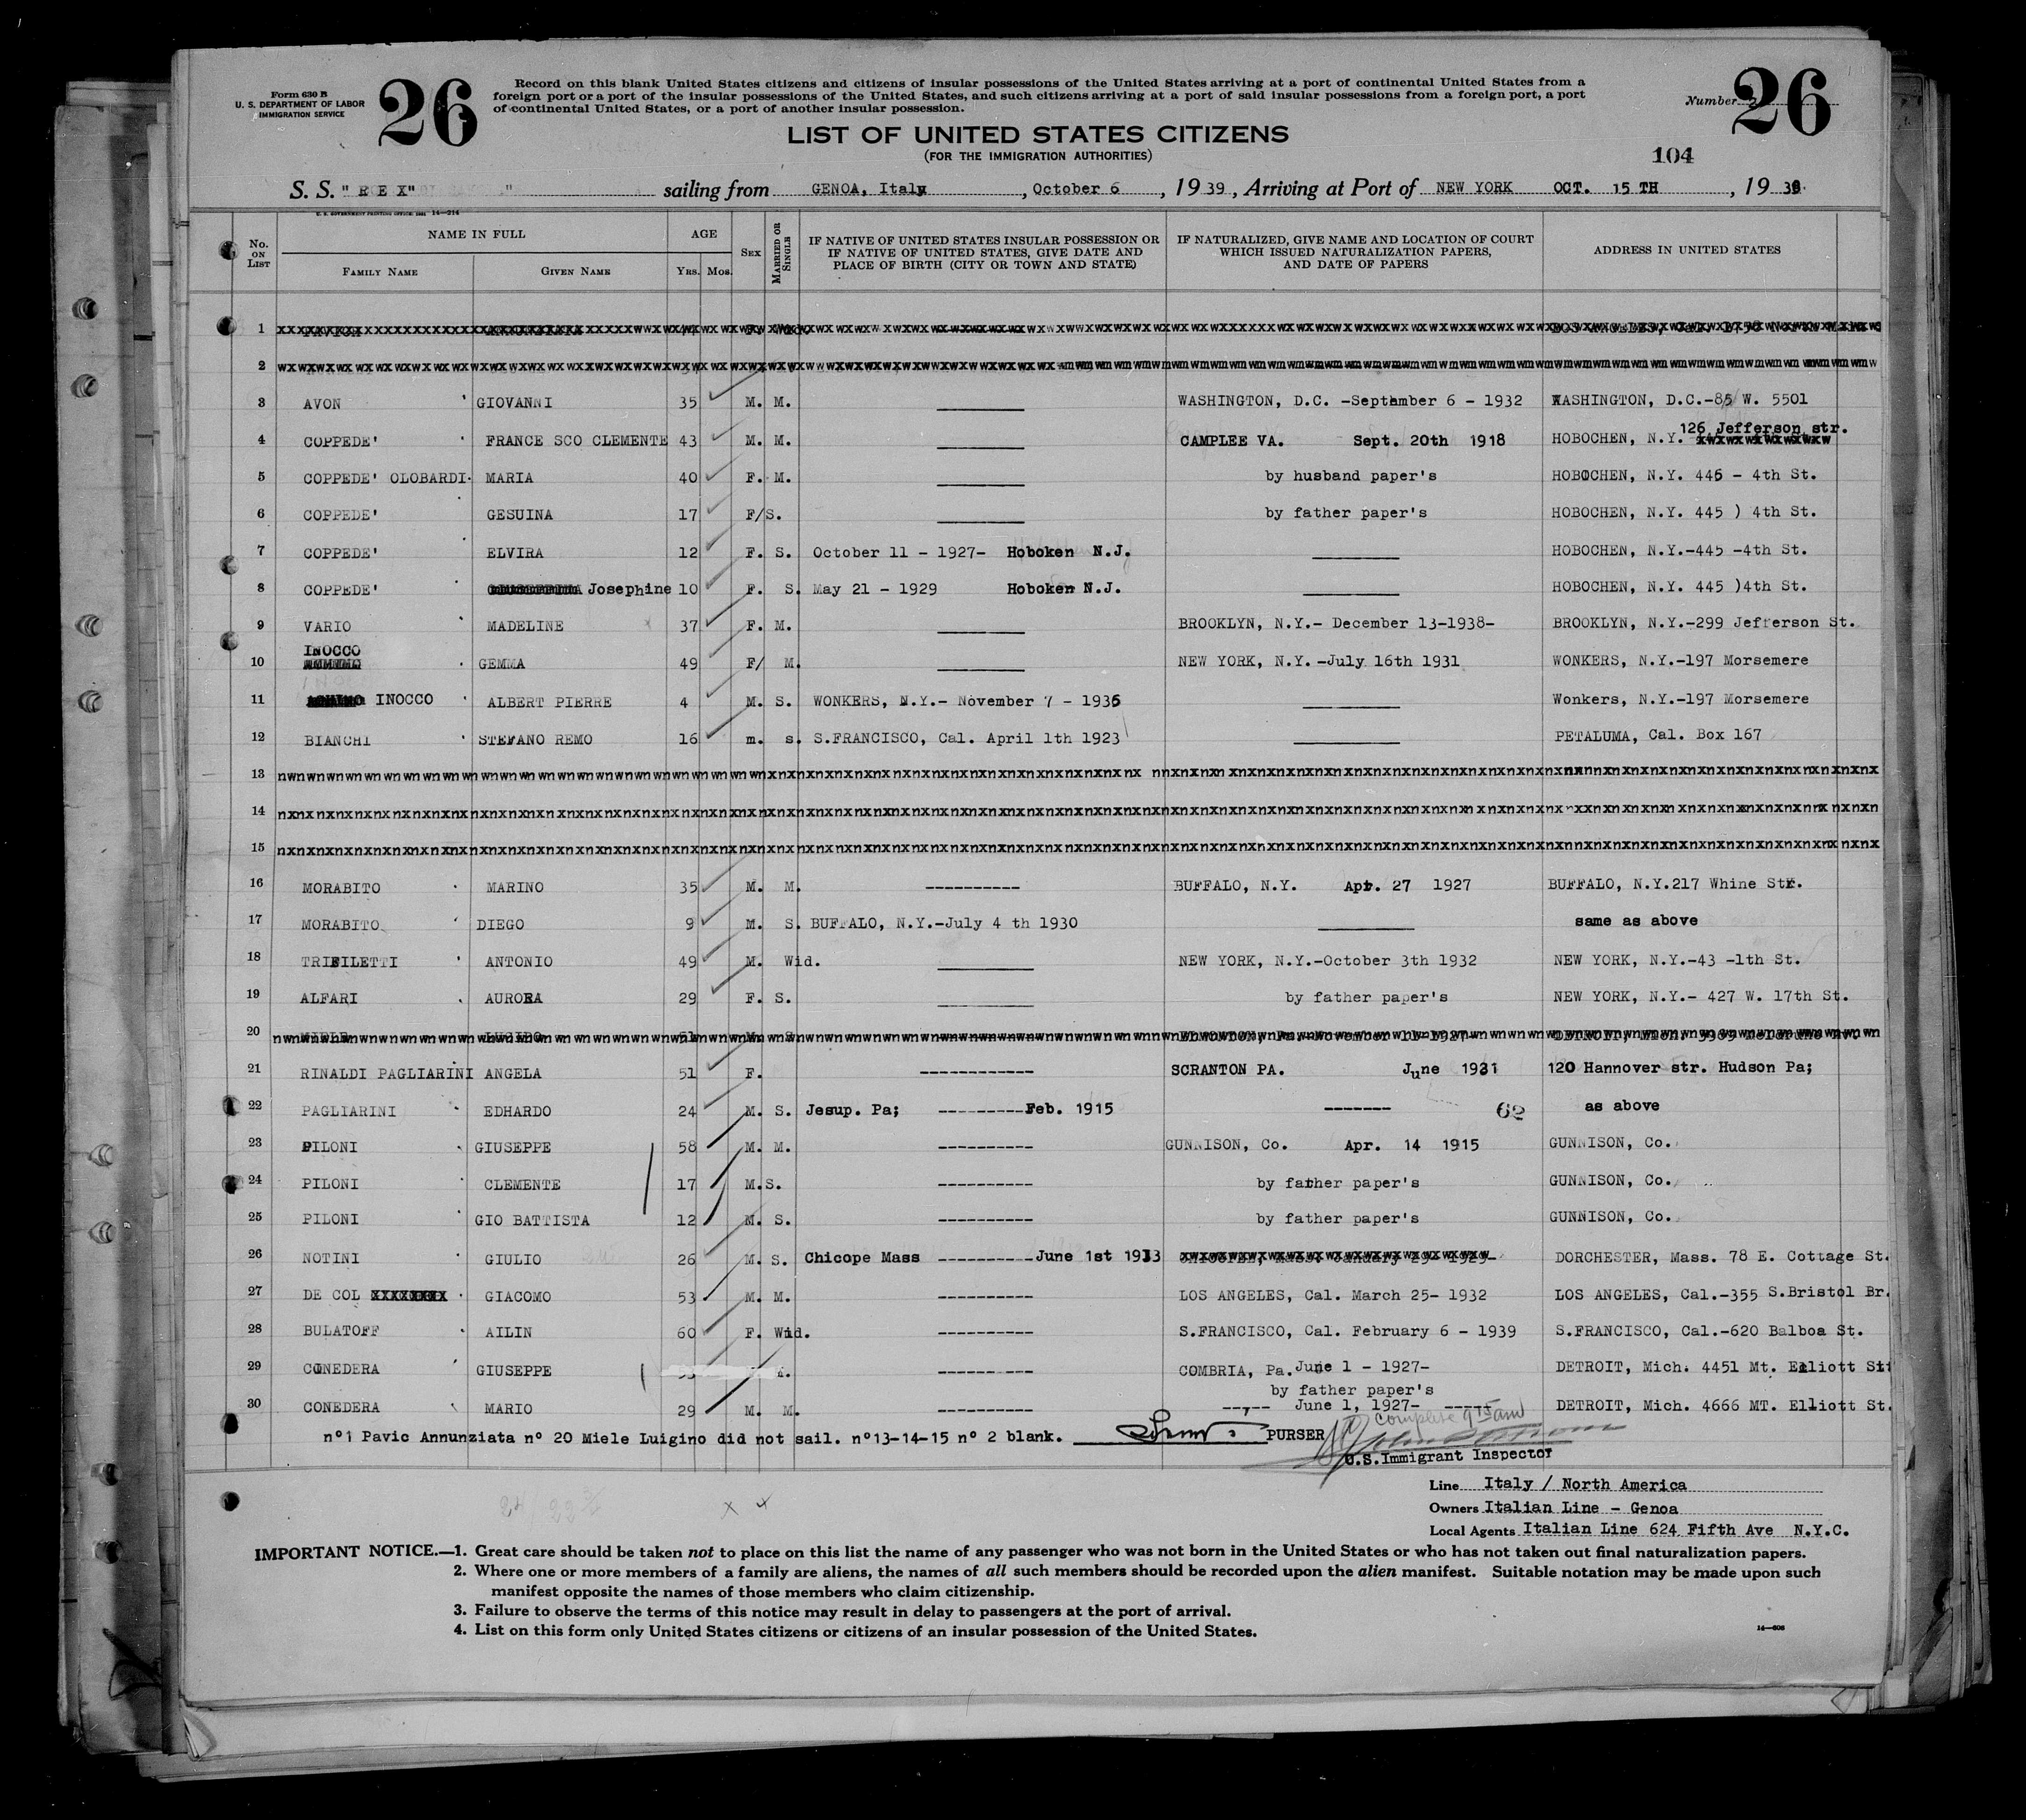 Form 630 B
U. S. DEPARTMENT OF LABOR
IMMIGRATION SERVICE
26
Record on this blank United States citizens and citizens of insular possessions of the United States arriving at a port of continental United States from a
foreign port or a port of the insular possessions of the United States, and such citizens arriving at a port of said insular possessions from a foreign port, a port
of continental United States, or a port of another insular possession.
Number 2
26
LIST OF UNITED STATES CITIZENS
(FOR THE IMMIGRATION AUTHORITIES)
104
S. S. " R E X" " sailing from GENOA, Italy , October 6 , 19 39 , Arriving at Port of NEW YORK OCT. 15 TH , 19 39
U. S. GOVERNMENT PRINTING OFFICE: 1931 14—214
No. ON LIST NAME IN FULL FAMILY NAME GIVEN NAME AGE YRS. MOS. SEX MARRIED OR SINGLE IF NATIVE OF UNITED STATES INSULAR POSSESSION OR IF NATIVE OF UNITED STATES, GIVE DATE AND PLACE OF BIRTH (CITY OR TOWN AND STATE) IF NATURALIZED, GIVE NAME AND LOCATION OF COURT WHICH ISSUED NATURALIZATION PAPERS, AND DATE OF PAPERS ADDRESS IN UNITED STATES
1
2
3 AVON GIOVANNI 35 M. M. WASHINGTON, D.C. -September 6 - 1932 WASHINGTON, D.C.-85/ W. 5501
4 COPPEDE' FRANCE SCO CLEMENTE 43 M. M. CAMPLEE VA. Sept. 20th 1918 HOBOCHEN, N.Y. 126 Jefferson str.
5 COPPEDE' OLOBARDI MARIA 40 F. M. by husband paper's HOBOCHEN, N.Y. 445 - 4th St.
6 COPPEDE' GESUINA 17 F/S. by father paper's HOBOCHEN, N.Y. 445 ) 4th St.
7 COPPEDE' ELVIRA 12 F. S. October 11 - 1927- Hoboken N.J. HOBOCHEN, N.Y.-445 -4th St.
8 COPPEDE' Josephine 10 F. S. May 21 - 1929 Hoboken N.J. HOBOCHEN, N.Y. 445 )4th St.
9 VARIO MADELINE 37 F. M. BROOKLYN, N.Y.- December 13-1938- BROOKLYN, N.Y.-299 Jefferson St.
10 INOCCO GEMMA 49 F/ M. NEW YORK, N.Y. -July 16th 1931 WONKERS, N.Y.-197 Morsemere
11 INOCCO ALBERT PIERRE 4 M. S. WONKERS, N.Y.- November 7 - 1935 Wonkers, N.Y.-197 Morsemere
12 BIANCHI STEFANO REMO 16 m. s. S.FRANCISCO, Cal. April 1th 1923 PETALUMA, Cal. Box 167
13
14
15
16 MORABITO MARINO 35 M. M. ---------- BUFFALO, N.Y. Apr. 27 1927 BUFFALO, N.Y.217 Whine Str.
17 MORABITO DIEGO 9 M. S. BUFFALO, N.Y.-July 4 th 1930 same as above
18 TRIFILETTI ANTONIO 49 M. Wid. NEW YORK, N.Y.-October 3th 1932 NEW YORK, N.Y.-43 -1th St.
19 ALFARI AURORA 29 F. S. by father paper's NEW YORK, N.Y.- 427 W. 17th St.
20
21 RINALDI PAGLIARINI ANGELA 51 F. ------------ SCRANTON PA. June 1931 120 Hannover str. Hudson Pa;
22 PAGLIARINI EDHARDO 24 M. S. Jesup. Pa; ----------Feb. 1915 ------- 62 as above
23 PILONI GIUSEPPE 58 M. M. ---------- GUNNISON, Co. Apr. 14 1915 GUNNISON, Co.
24 PILONI CLEMENTE 17 M.S. ---------- by father paper's GUNNISON, Co.
25 PILONI GIO BATTISTA 12 M. S. ---------- by father paper's GUNNISON, Co.
26 NOTINI GIULIO 26 M. S. Chicope Mass ----------June 1st 1913 DORCHESTER, Mass. 78 E. Cottage St.
27 DE COL GIACOMO 53 M. M. ---------- LOS ANGELES, Cal. March 25- 1932 LOS ANGELES, Cal.-355 S.Bristol Br.
28 BULATOFF AILIN 60 F. Wid. ---------- S.FRANCISCO, Cal. February 6 - 1939 S.FRANCISCO, Cal.-620 Balboa St.
29 CONEDERA GIUSEPPE ---------- COMBRIA, Pa. June 1 - 1927- DETROIT, Mich. 4451 Mt. Elliott
30 CONEDERA MARIO 29 M. M. ---------- by father paper's June 1, 1927- DETROIT, Mich. 4666 MT. Elliott St.
n°1 Pavic Annunziata n° 20 Miele Luigino did not sail. n°13-14-15 n° 2 blank. PURSER
U.S.Immigrant Inspector
Line Italy / North America
Owners Italian Line - Genoa
Local Agents Italian Line 624 Fifth Ave N.Y.C.
IMPORTANT NOTICE.—1. Great care should be taken not to place on this list the name of any passenger who was not born in the United States or who has not taken out final naturalization papers.
2. Where one or more members of a family are aliens, the names of all such members should be recorded upon the alien manifest. Suitable notation may be made upon such
manifest opposite the names of those members who claim citizenship.
3. Failure to observe the terms of this notice may result in delay to passengers at the port of arrival.
4. List on this form only United States citizens or citizens of an insular possession of the United States.
14—606